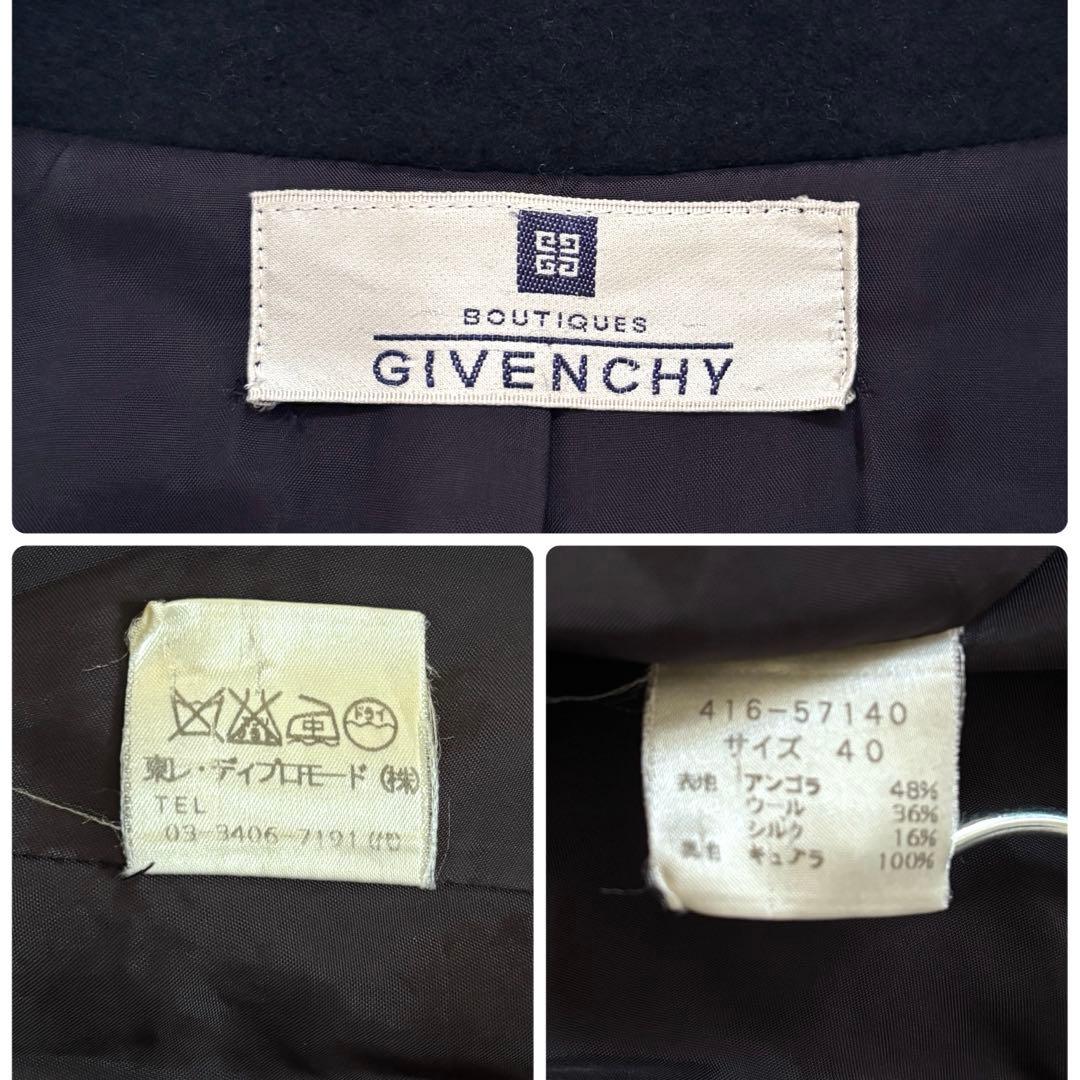 BOUTIQUES
GIVENCHY
ドライ
東レ・ディプロモード(株)
TEL
03-3406-7191
416-57140
サイズ 40
表地 アンゴラ 48%
ウール 36%
シルク 16%
裏地 キュプラ 100%